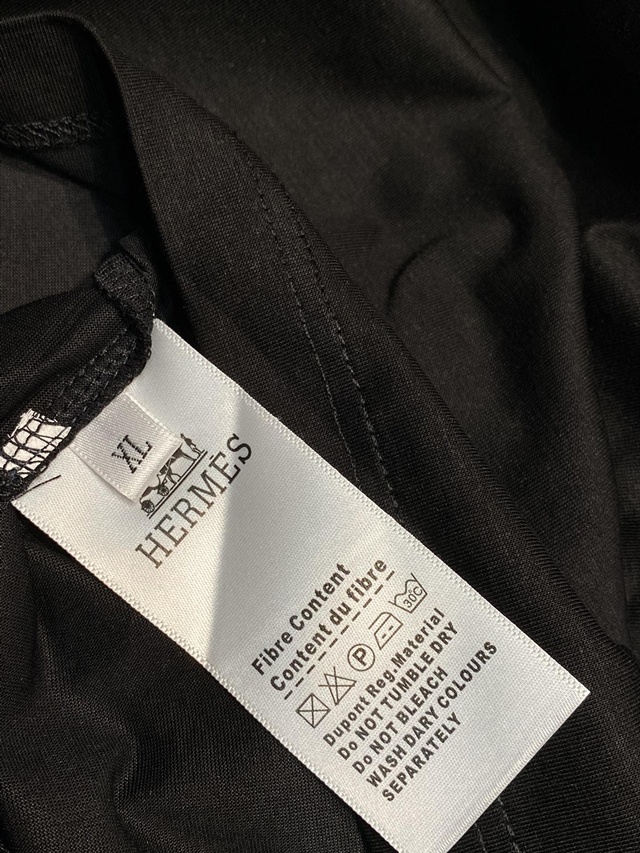 XL
HERMÈS
Fibre Content
Content du fibre
P 30C
Dupont Reg.Material
Do NOT TUMBLE DRY
Do NOT BLEACH
WASH DARY COLOURS
SEPARATELY